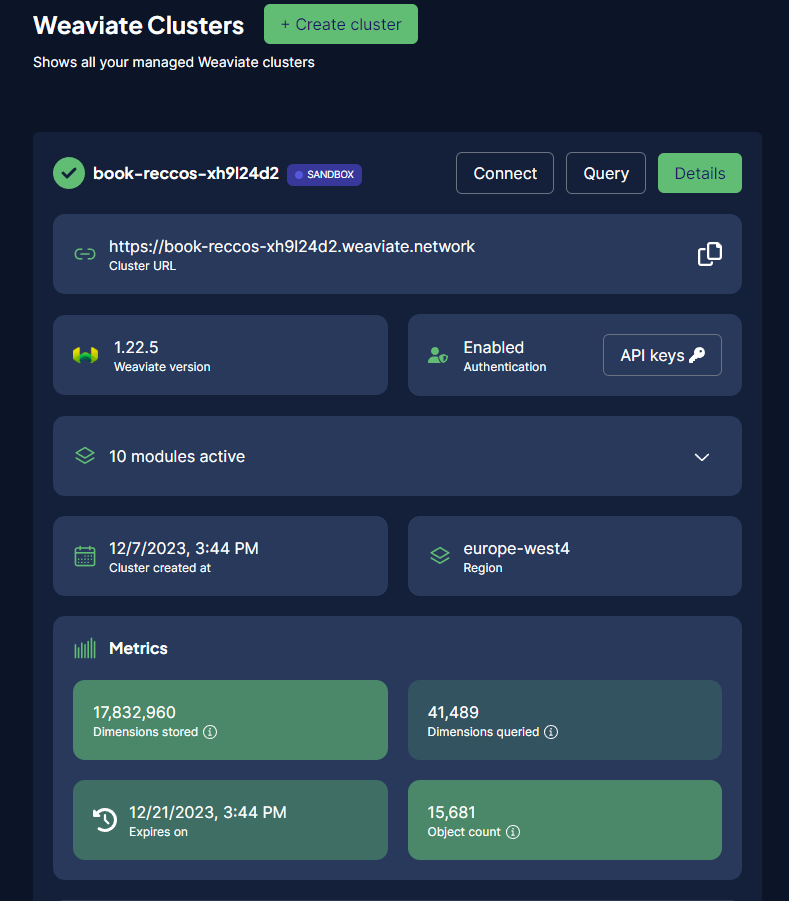 Weaviate Clusters
+ Create cluster
Shows all your managed Weaviate clusters
book-reccos-xh9l24d2
SANDBOX
Connect
Query
Details
https://book-reccos-xh9l24d2.weaviate.network
Cluster URL
1.22.5
Weaviate version
Enabled
Authentication
API keys
10 modules active
12/7/2023, 3:44 PM
Cluster created at
europe-west4
Region
Metrics
17,832,960
Dimensions stored
41,489
Dimensions queried
12/21/2023, 3:44 PM
Expires on
15,681
Object count